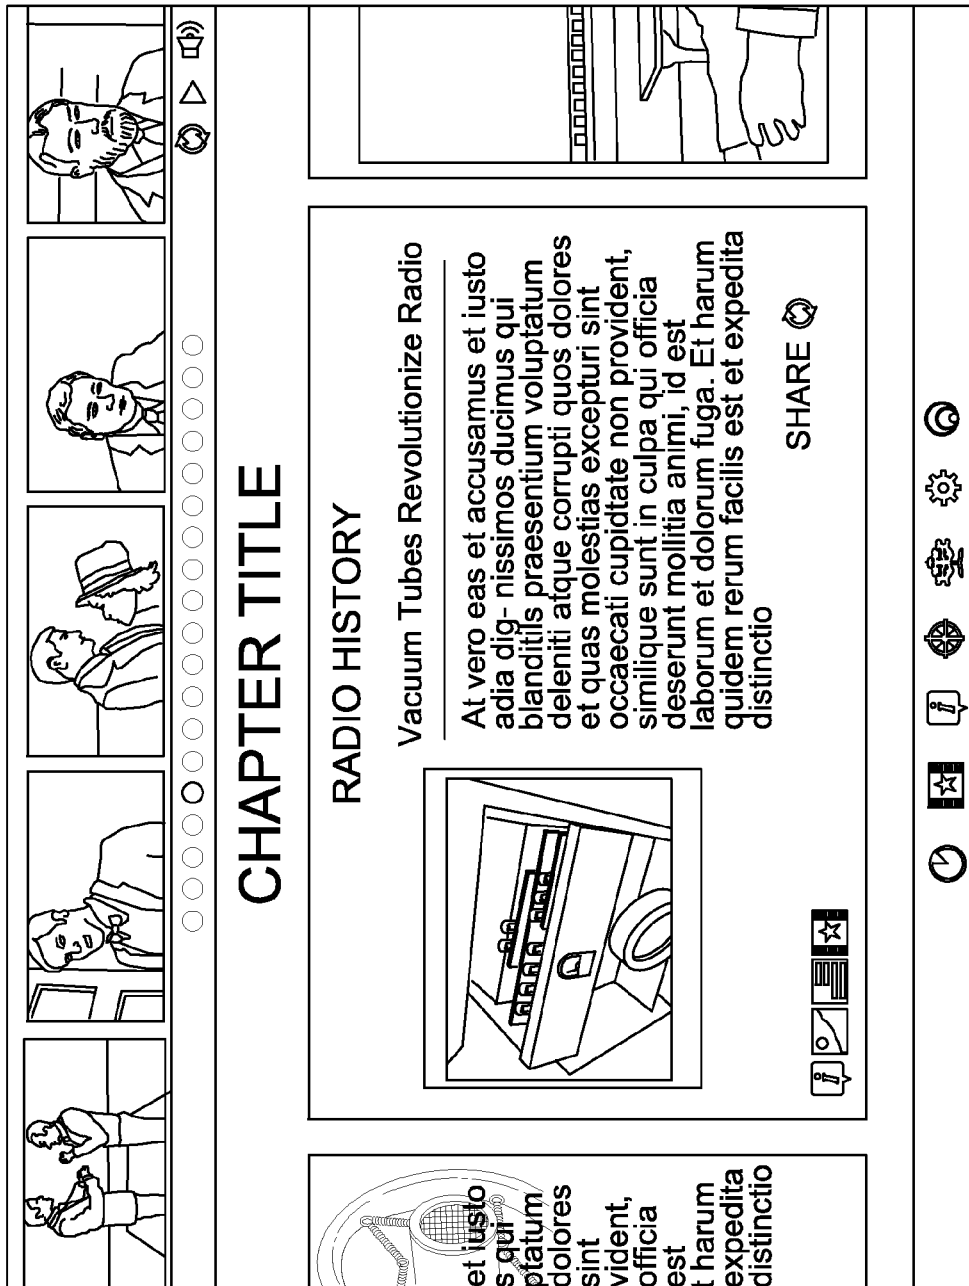 CHAPTER TITLE
et iusto
s qui
otatum
dolores
sint
vident,
officia
est
t harum
expedita
distinctio
RADIO HISTORY
Vacuum Tubes Revolutionize Radio
At vero eas et accusamus et iusto
adia dig- nissimos ducimus qui
blanditils praesentium voluptatum
deleniti atque corrupti quos dolores
et quas molestias excepturi sint
occaecati cupidtate non provident,
similique sunt in culpa qui officia
deserunt mollitia animi, id est
laborum et dolorum fuga. Et harum
quidem rerum facilis est et expedita
distinctio
SHARE